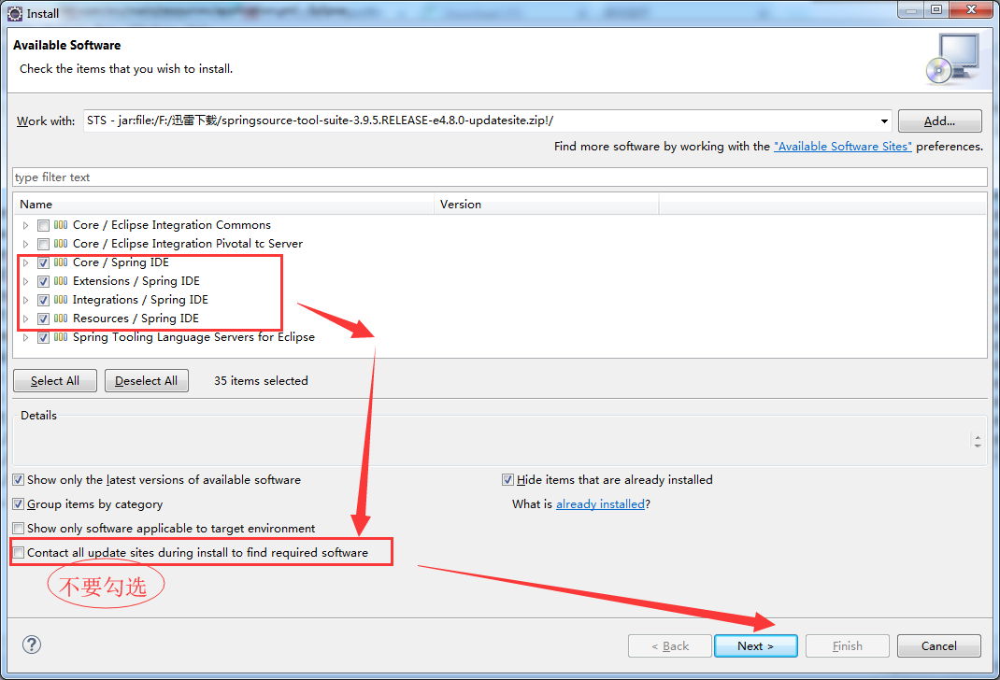 Install
Available Software
Check the items that you wish to install.
Work with: STS - jar:file:/F:/迅雷下载/springsource-tool-suite-3.9.5.RELEASE-e4.8.0-updatesite.zip!/ Add...
Find more software by working with the "Available Software Sites" preferences.
type filter text
Name Version
Core / Eclipse Integration Commons
Core / Eclipse Integration Pivotal tc Server
Core / Spring IDE
Extensions / Spring IDE
Integrations / Spring IDE
Resources / Spring IDE
Spring Tooling Language Servers for Eclipse
Select All Deselect All 35 items selected
Details
Show only the latest versions of available software Hide items that are already installed
Group items by category What is already installed?
Show only software applicable to target environment
Contact all update sites during install to find required software
不要勾选
? < Back Next > Finish Cancel